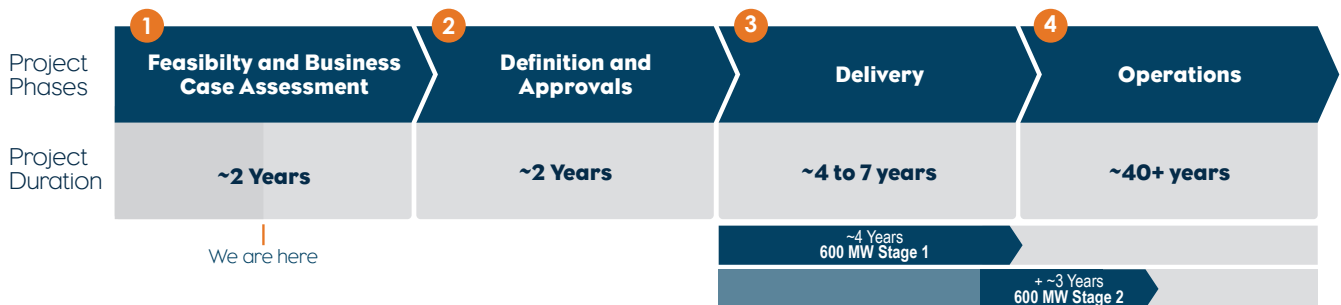 1
2
3
4
Project
Phases
Feasibilty and Business
Case Assessment
Definition and
Approvals
Delivery
Operations
Project
Duration
~2 Years
~2 Years
~4 to 7 years
~40+ years
We are here
~4 Years
600 MW Stage 1
+ ~3 Years
600 MW Stage 2